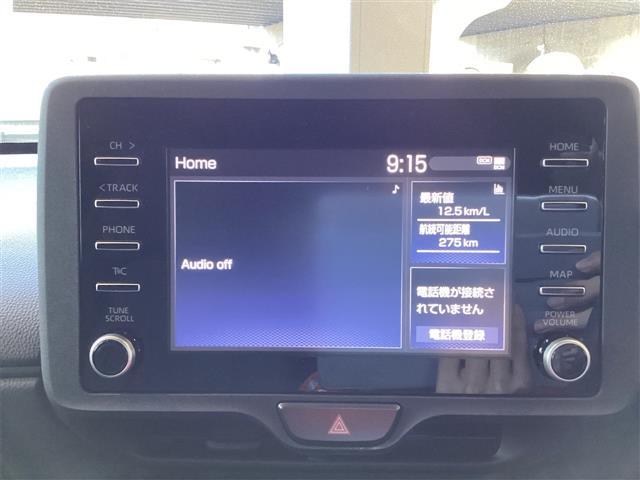 CH >
HOME
Home
9:15
DCM
<TRACK
最新値
MENU
12.5 km/L
PHONE
航続可能距離
AUDIO
275 km
Audio off
T&C
MAP
電話機が接続さ
れていません
TUNE
SCROLL
POWER
VOLUME
電話機登録